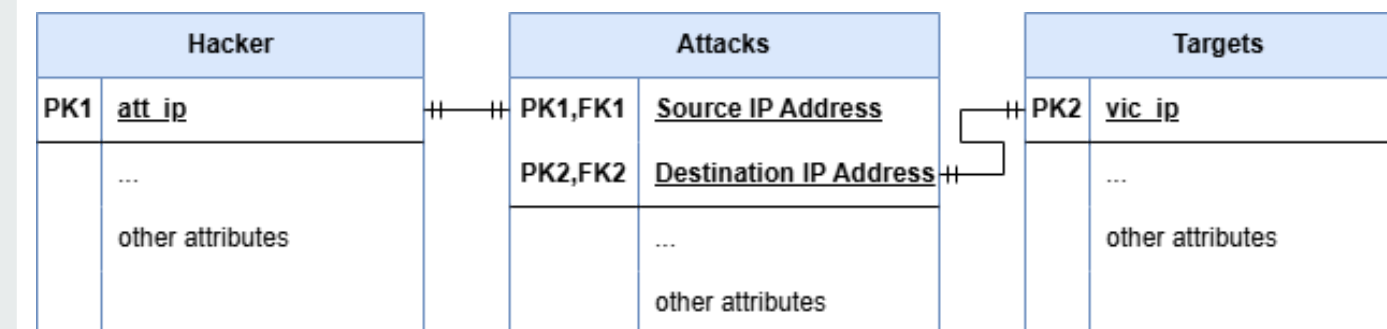 Hacker
PK1 att_ip
...
other attributes
Attacks
PK1,FK1 Source IP Address
PK2,FK2 Destination IP Address
...
other attributes
Targets
PK2 vic_ip
...
other attributes